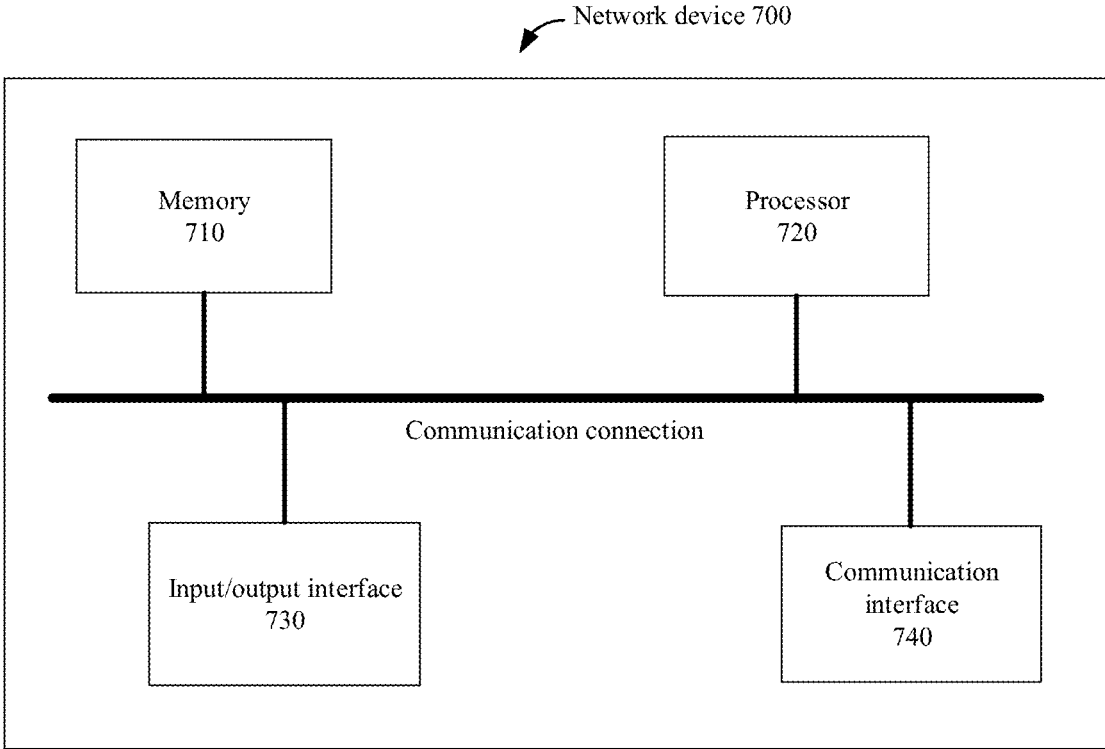 Network device 700
Memory
710
Processor
720
Communication connection
Input/output interface
730
Communication
interface
740